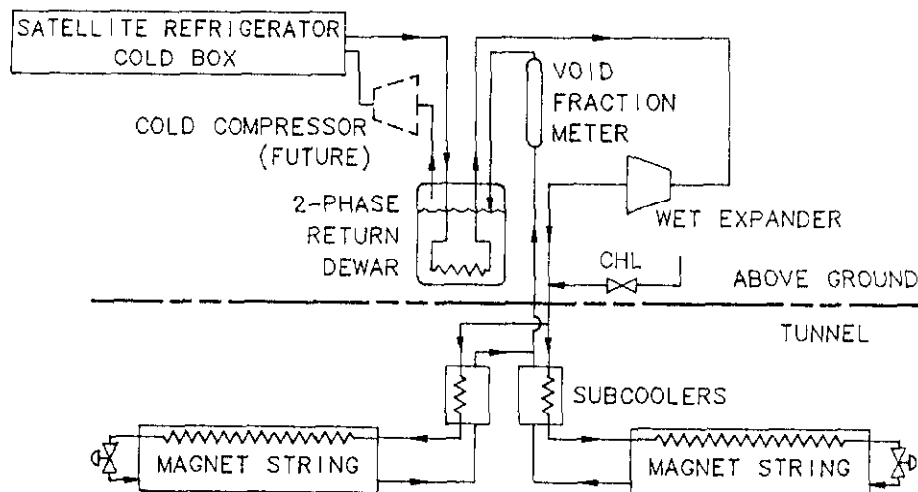 SATELLITE REFRIGERATOR
COLD BOX
VOID
FRACTION
METER
COLD COMPRESSOR
(FUTURE)
2-PHASE
RETURN
DEWAR
WET EXPANDER
CHL
ABOVE GROUND
TUNNEL
SUBCOOLERS
MAGNET STRING
MAGNET STRING